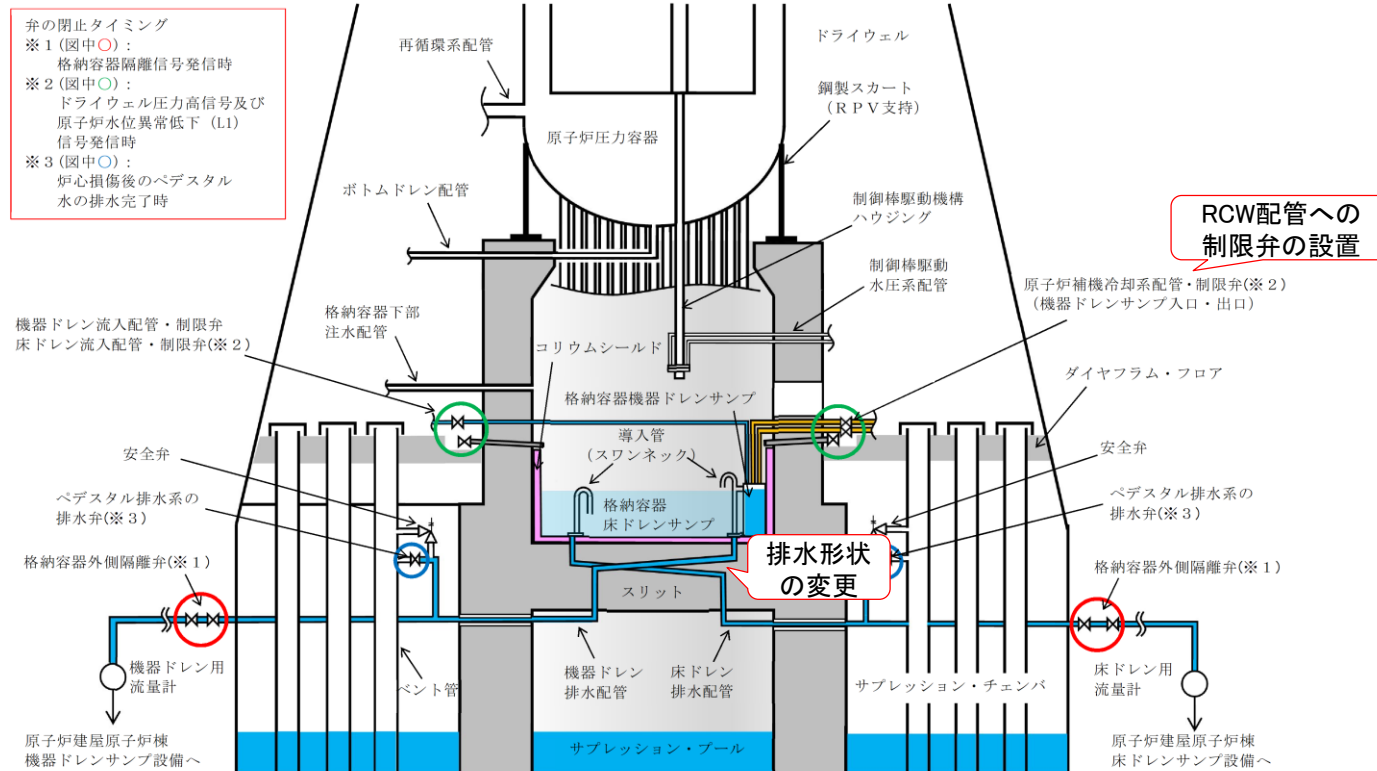 弁の閉止タイミング
※1(図中○):
格納容器隔離信号発信時
※2(図中○):
ドライウェル圧力高信号及び
原子炉水位異常低下(L1)
信号発信時
※3(図中○):
炉心損傷後のペデスタル
水の排水完了時
再循環系配管
ドライウェル
鋼製スカート
(RPV支持)
原子炉圧力容器
ボトムドレン配管
制御棒駆動機構
ハウジング
RCW配管への
制限弁の設置
制御棒駆動
水圧系配管
原子炉補機冷却系配管・制限弁(※2)
(機器ドレンサンプ入口・出口)
格納容器下部
注水配管
機器ドレン流入配管・制限弁
床ドレン流入配管・制限弁(※2)
コリウムシールド
ダイヤフラム・フロア
格納容器機器ドレンサンプ
導入管
(スワンネック)
安全弁
安全弁
ペデスタル排水系の
排水弁(※3)
格納容器
床ドレンサンプ
ペデスタル排水系の
排水弁(※3)
排水形状
の変更
格納容器外側隔離弁(※1)
格納容器外側隔離弁(※1)
スリット
機器ドレン用
流量計
ベント管
機器ドレン
排水配管
床ドレン
排水配管
サプレッション・チェンバ
床ドレン用
流量計
原子炉建屋原子炉棟
機器ドレンサンプ設備へ
サプレッション・プール
原子炉建屋原子炉棟
床ドレンサンプ設備へ